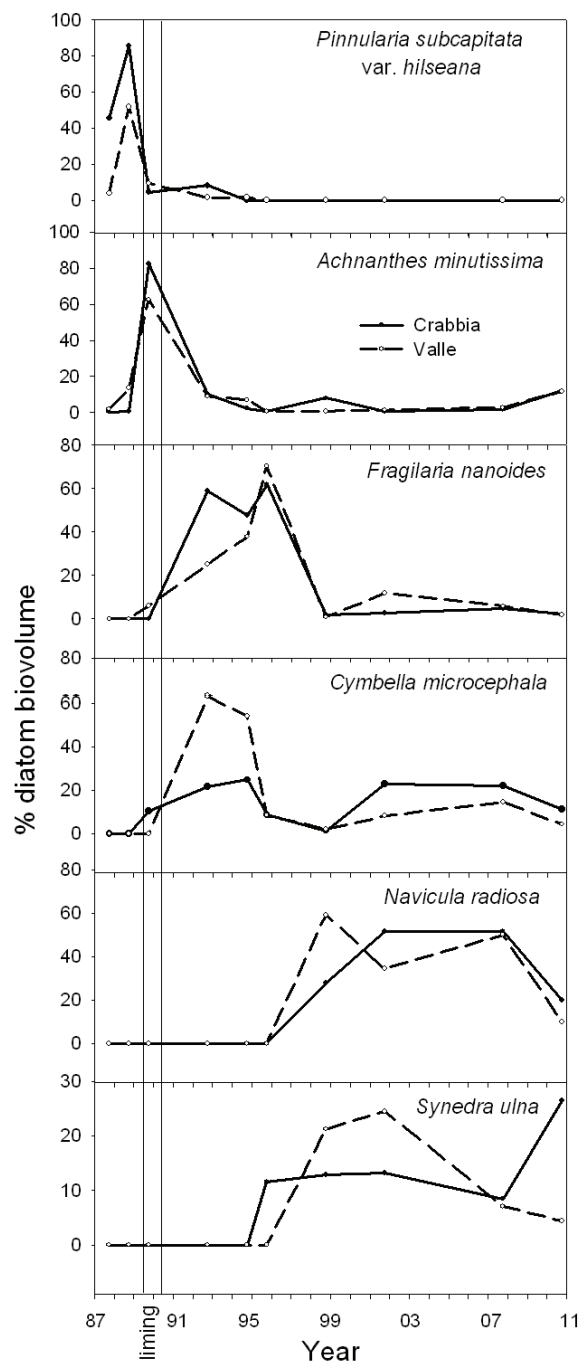 100
80
60
40
20
0
Pinnularia subcapitata
var. hilseana
100
80
60
40
20
0
Achnanthes minutissima
Crabbia
Valle
80
60
40
20
0
Fragilaria nanoides
80
60
40
20
0
Cymbella microcephala
80
60
40
20
0
Navicula radiosa
30
20
10
0
Synedra ulna
% diatom biovolume
87 91 95 99 03 07 11
liming
Year